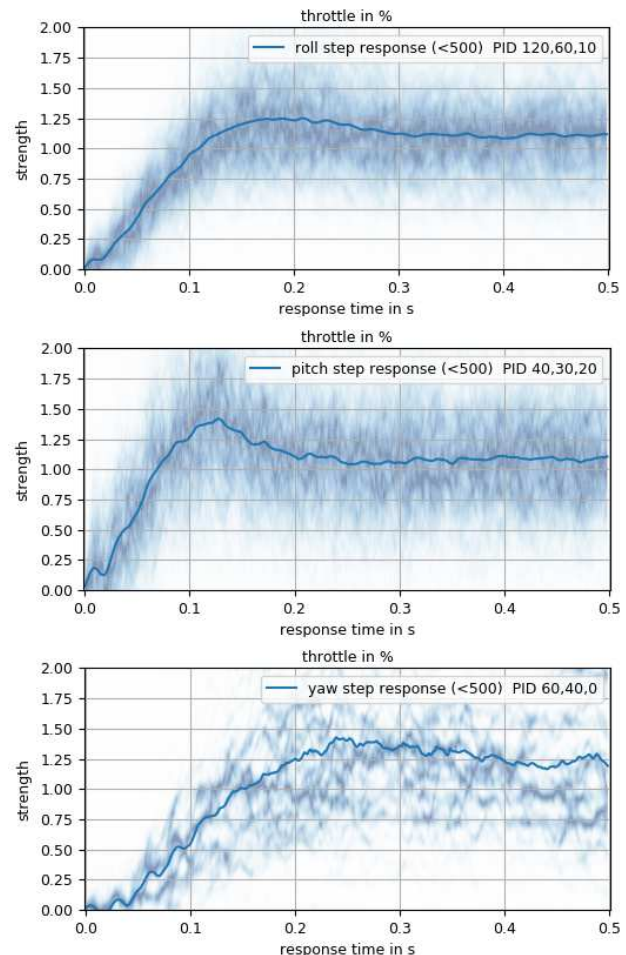 throttle in %
2.00
roll step response (<500) PID 120,60,10
1.75
1.50
1.25
1.00
0.75
0.50
0.25
0.00
strength
0.0 0.1 0.2 0.3 0.4 0.5
response time in s
throttle in %
2.00
pitch step response (<500) PID 40,30,20
1.75
1.50
1.25
1.00
0.75
0.50
0.25
0.00
strength
0.0 0.1 0.2 0.3 0.4 0.5
response time in s
throttle in %
2.00
yaw step response (<500) PID 60,40,0
1.75
1.50
1.25
1.00
0.75
0.50
0.25
0.00
strength
0.0 0.1 0.2 0.3 0.4 0.5
response time in s